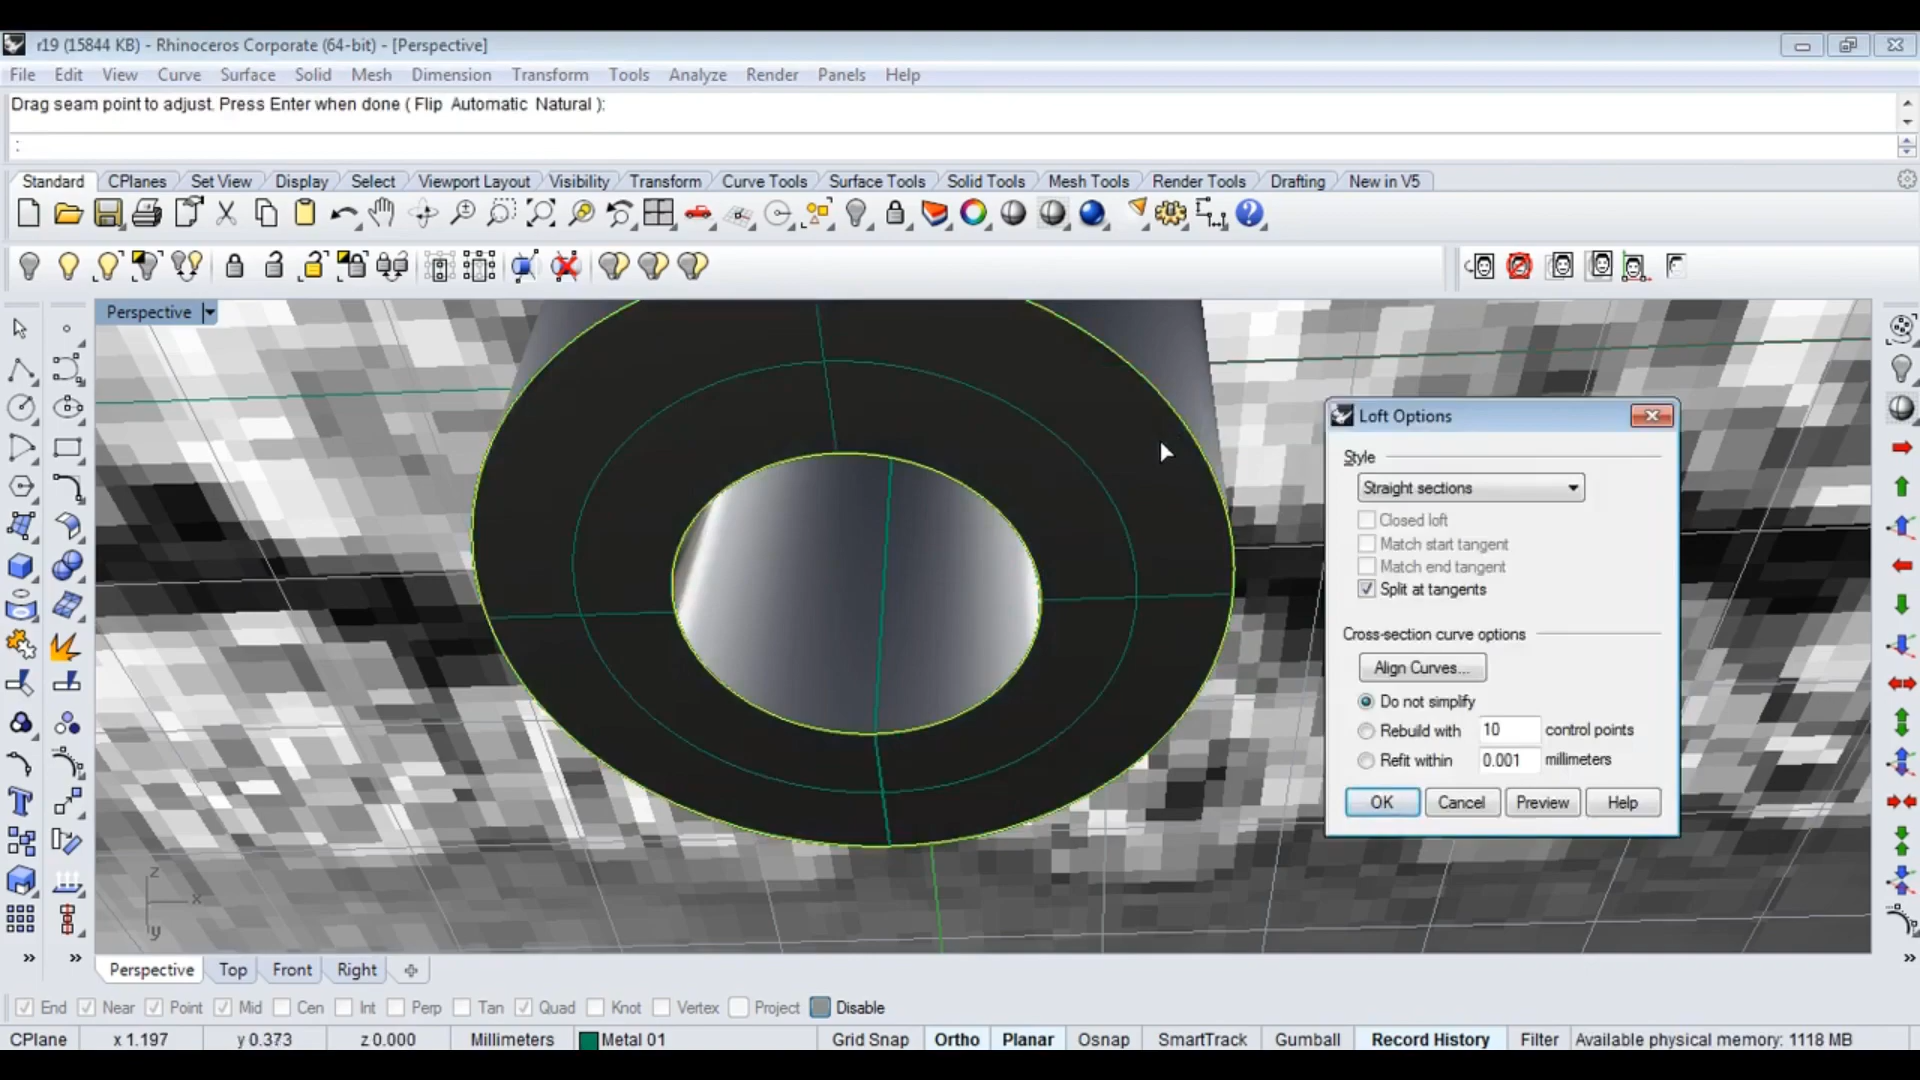 r19 (15844 KB) - Rhinoceros Corporate (64-bit) - [Perspective]
File Edit View Curve Surface Solid Mesh Dimension Transform Tools Analyze Render Panels Help
Drag seam point to adjust. Press Enter when done ( Flip Automatic Natural ):
:
Standard CPlanes Set View Display Select Viewport Layout Visibility Transform Curve Tools Surface Tools Solid Tools Mesh Tools Render Tools Drafting New in V5
Perspective
Loft Options
Style
Straight sections
Closed loft
Match start tangent
Match end tangent
Split at tangents
Cross-section curve options
Align Curves...
Do not simplify
Rebuild with 10 control points
Refit within 0.001 millimeters
OK Cancel Preview Help
z
x
y
Perspective Top Front Right
End Near Point Mid Cen Int Perp Tan Quad Knot Vertex Project Disable
CPlane x 1.197 y 0.373 z 0.000 Millimeters Metal 01 Grid Snap Ortho Planar Osnap SmartTrack Gumball Record History Filter Available physical memory: 1118 MB